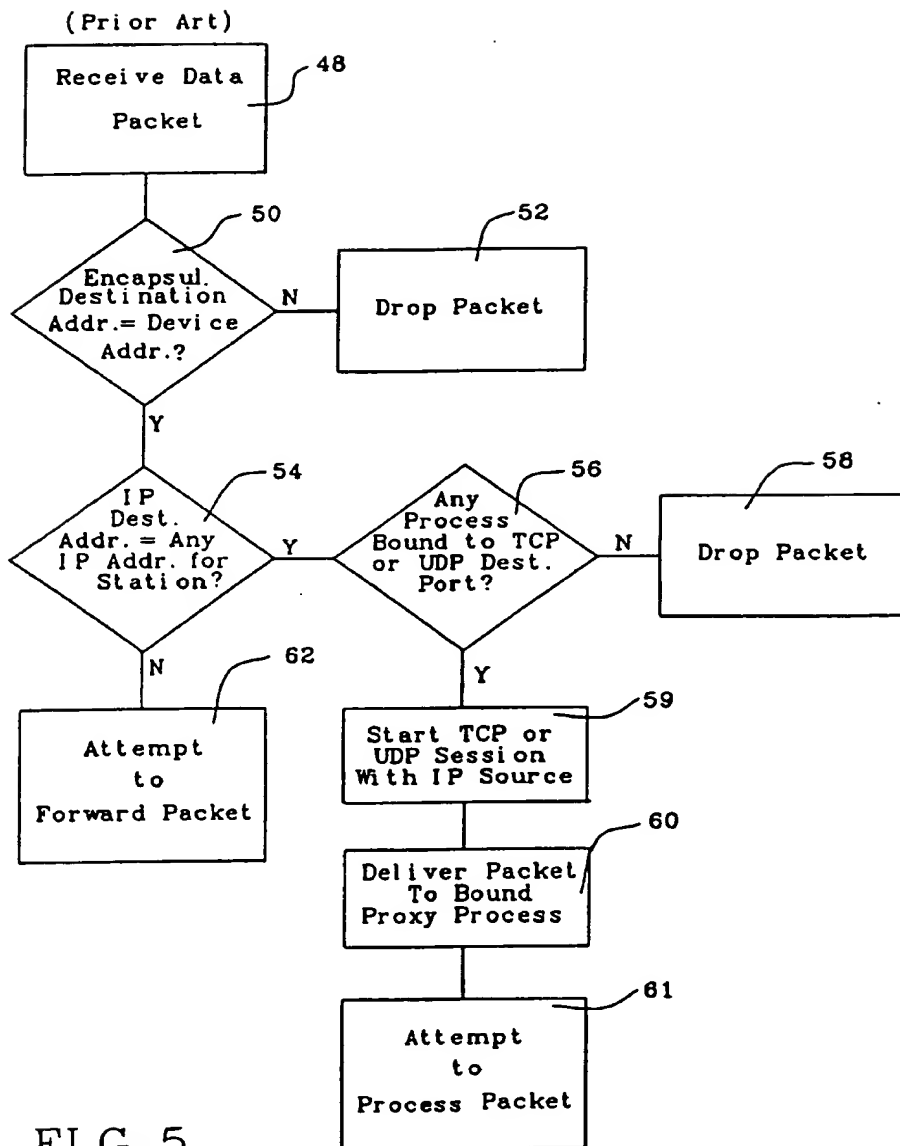 (Prior Art)
Receive Data
Packet
48
50
Encapsul.
Destination
Addr.= Device
Addr.?
N
52
Drop Packet
Y
54
IP
Dest.
Addr.= Any
IP Addr. for
Station?
Y
56
Any
Process
Bound to TCP
or UDP Dest.
Port?
N
58
Drop Packet
N
62
Attempt
to
Forward Packet
Y
59
Start TCP or
UDP Session
With IP Source
60
Deliver Packet
To Bound
Proxy Process
61
Attempt
to
Process Packet
FIG 5